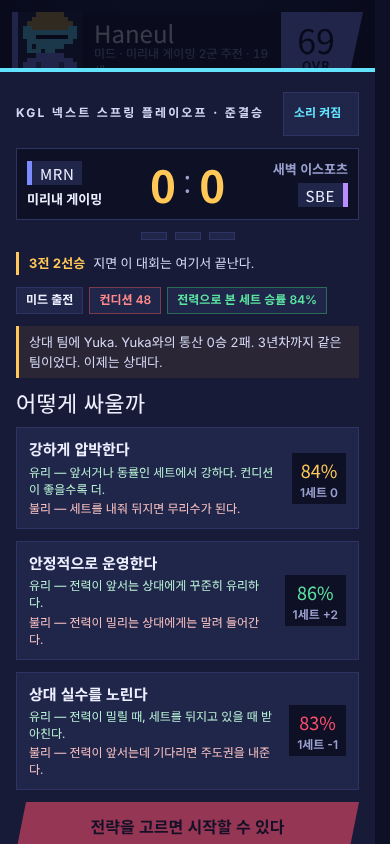 Haneul
69
미드 · 미리내 게이밍 2군 주전 · 19
OVR
KGL 넥스트 스프링 플레이오프 · 준결승
소리 켜짐
MRN
미리내 게이밍
0 : 0
새벽 이스포츠
SBE
3전 2선승 지면 이 대회는 여기서 끝난다.
미드 출전
컨디션 48
전력으로 본 세트 승률 84%
상대 팀에 Yuka. Yuka와의 통산 0승 2패. 3년차까지 같은
팀이었다. 이제는 상대다.
어떻게 싸울까
강하게 압박한다
유리 — 앞서거나 동률인 세트에서 강하다. 컨디션
이 좋을수록 더.
불리 — 세트를 내줘 뒤지면 무리수가 된다.
84%
1세트 0
안정적으로 운영한다
유리 — 전력이 앞서는 상대에게 꾸준히 유리하
다.
불리 — 전력이 밀리는 상대에게는 말려 들어간
다.
86%
1세트 +2
상대 실수를 노린다
유리 — 전력이 밀릴 때, 세트를 뒤지고 있을 때 받
아친다.
불리 — 전력이 앞서는데 기다리면 주도권을 내준
다.
83%
1세트 -1
전략을 고르면 시작할 수 있다